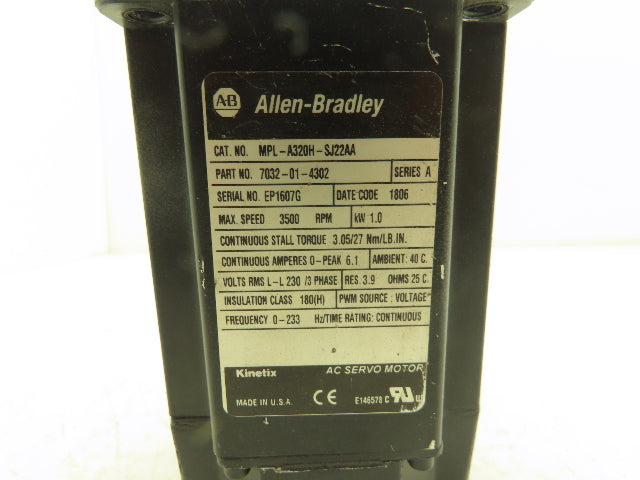 A-B Allen-Bradley
CAT. NO. MPL-A320H-SJ22AA
PART NO. 7032-01-4302 SERIES A
SERIAL NO. EP1607G DATE CODE 1806
MAX. SPEED 3500 RPM kW 1.0
CONTINUOUS STALL TORQUE 3.05/27 Nm/LB.IN.
CONTINUOUS AMPERES 0-PEAK 6.1 AMBIENT: 40 C.
VOLTS RMS L-L 230 /3 PHASE RES. 3.9 OHMS 25 C.
INSULATION CLASS 180(H) PWM SOURCE: VOLTAGE
FREQUENCY 0-233 Hz/TIME RATING: CONTINUOUS
Kinetix AC SERVO MOTOR
MADE IN U.S.A. CE E146578 C RU us